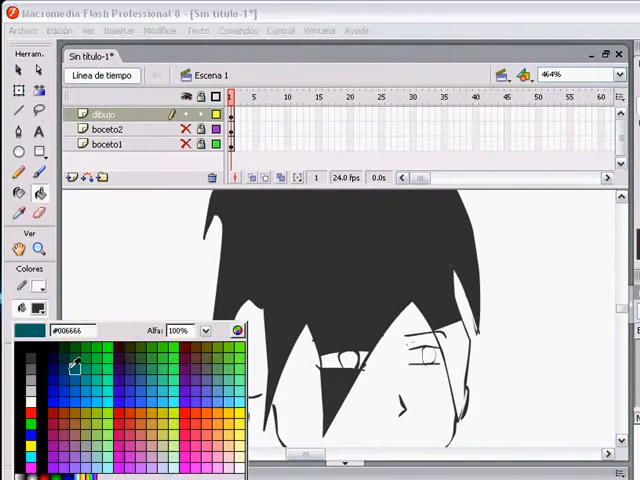 Macromedia Flash Professional 8 - [Sin título-1*]
Archivo Edición Ver Insertar Modificar Texto Comandos Control Ventana Ayuda
Herram.
Sin título-1*
Línea de tiempo
Escena 1
464%
1 5 10 15 20 25 30 35 40 45 50 55 60
dibujo
boceto2
boceto1
1 24.0 fps 0.0s
Ver
Colores
#006666
Alfa: 100%